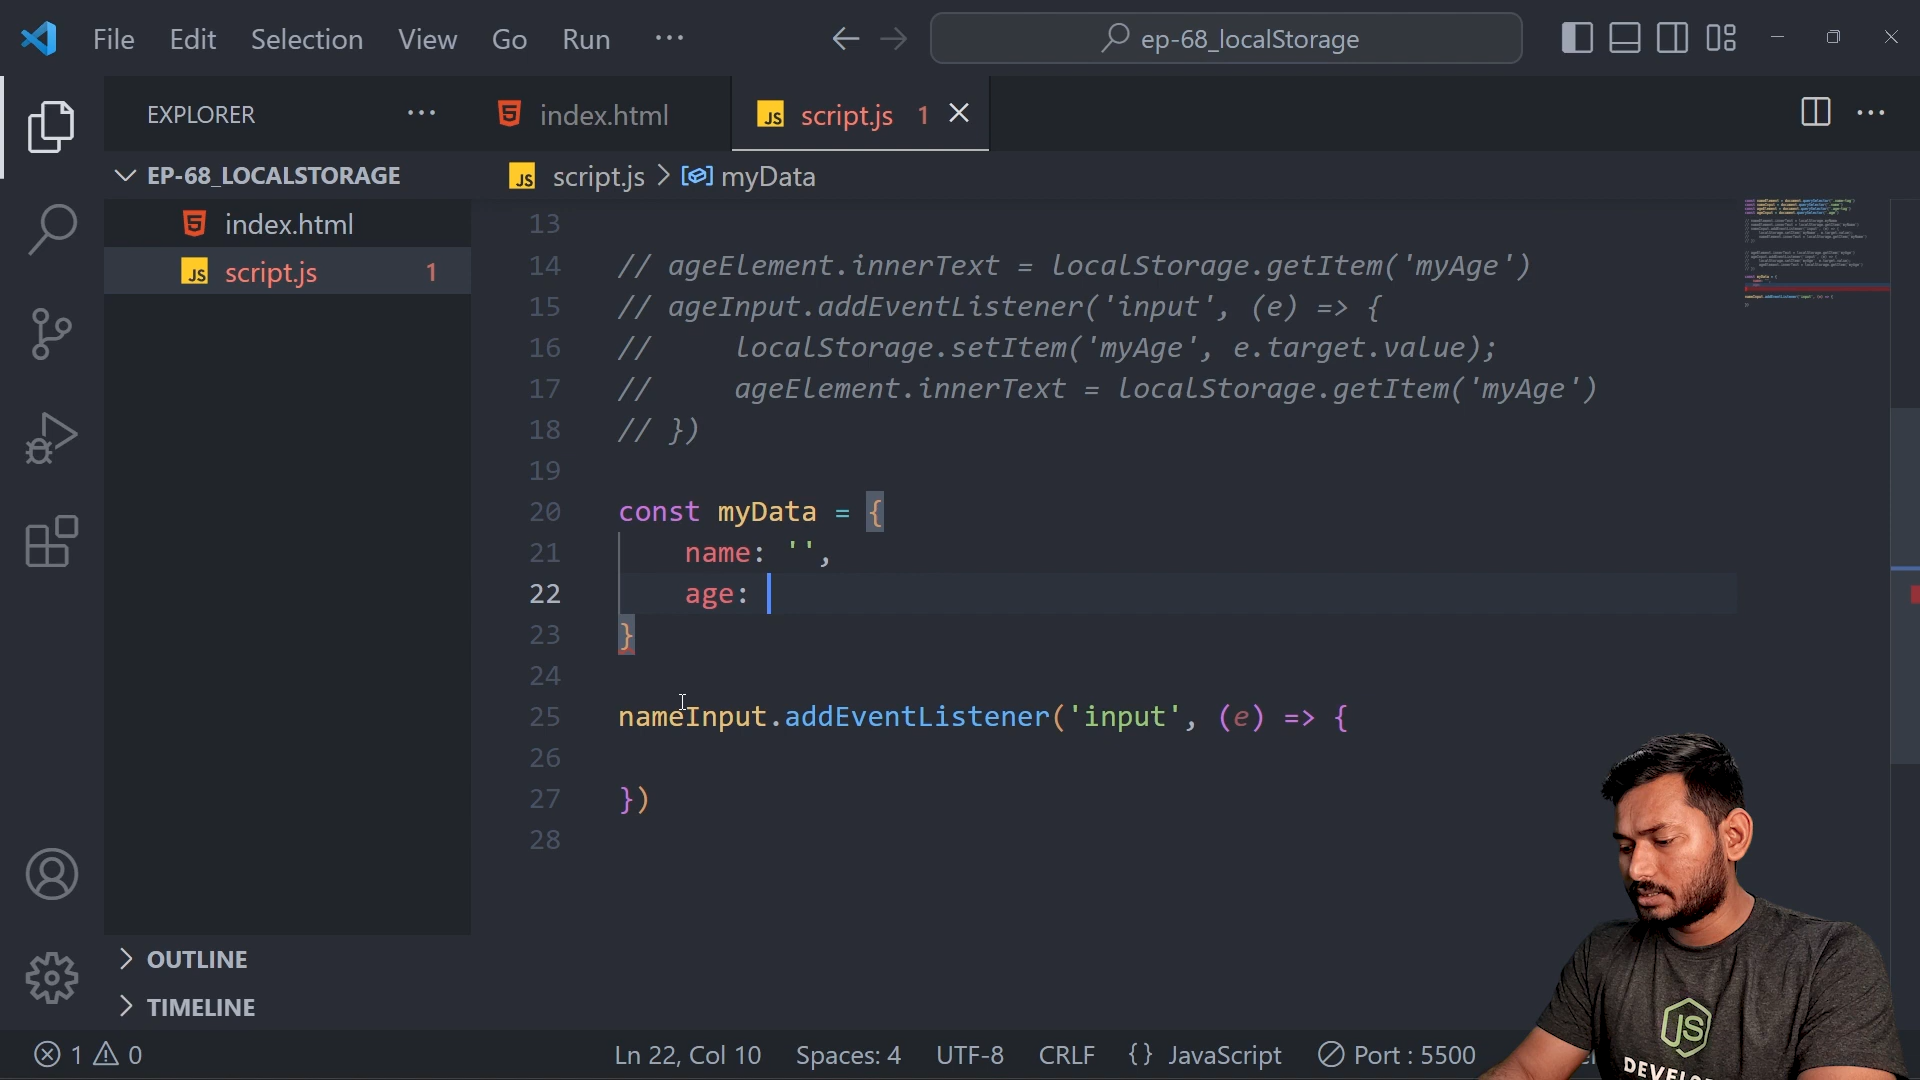 File Edit Selection View Go Run ...
ep-68_localStorage
EXPLORER ...
index.html
script.js 1
EP-68_LOCALSTORAGE
script.js > myData
index.html
script.js 1
13
14 // ageElement.innerText = localStorage.getItem('myAge')
15 // ageInput.addEventListener('input', (e) => {
16 //     localStorage.setItem('myAge', e.target.value);
17 //     ageElement.innerText = localStorage.getItem('myAge')
18 // })
19
20 const myData = {
21     name: '',
22     age:
23 }
24
25 nameInput.addEventListener('input', (e) => {
26
27 })
28
OUTLINE
TIMELINE
1 0
Ln 22, Col 10 Spaces: 4 UTF-8 CRLF {} JavaScript Port : 5500
JS